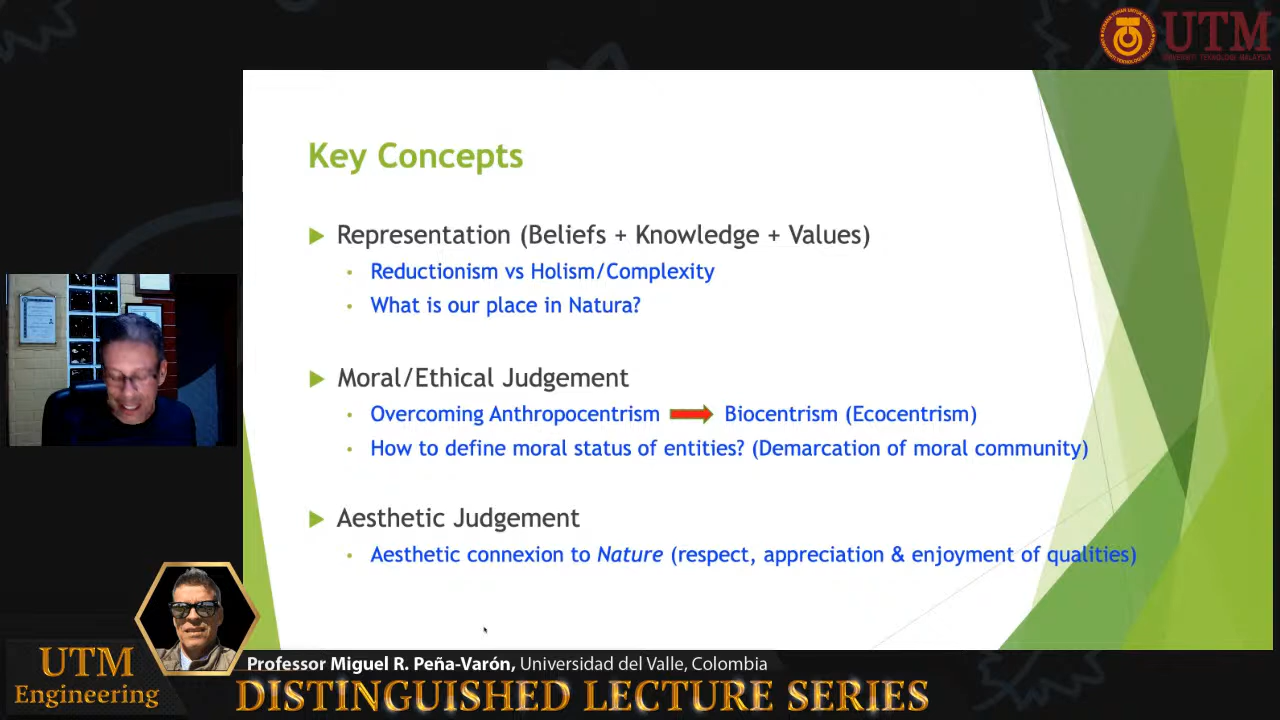 UTM
UNIVERSITI TEKNOLOGI MALAYSIA
Key Concepts
Representation (Beliefs + Knowledge + Values)
Reductionism vs Holism/Complexity
What is our place in Natura?
Moral/Ethical Judgement
Overcoming Anthropocentrism Biocentrism (Ecocentrism)
How to define moral status of entities? (Demarcation of moral community)
Aesthetic Judgement
Aesthetic connexion to Nature (respect, appreciation & enjoyment of qualities)
UTM
Engineering
Professor Miguel R. Peña-Varón, Universidad del Valle, Colombia
DISTINGUISHED LECTURE SERIES